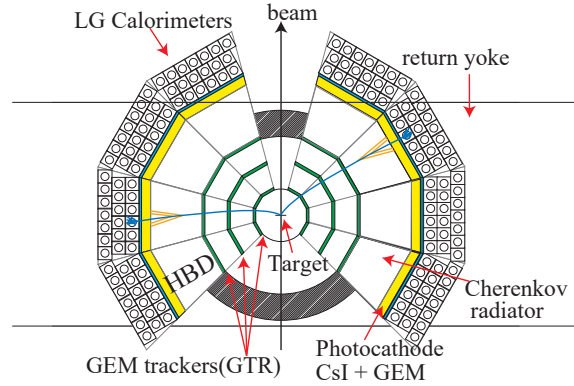 LG Calorimeters
beam
return yoke
Target
HBD
Cherenkov
radiator
GEM trackers(GTR)
Photocathode
CsI + GEM